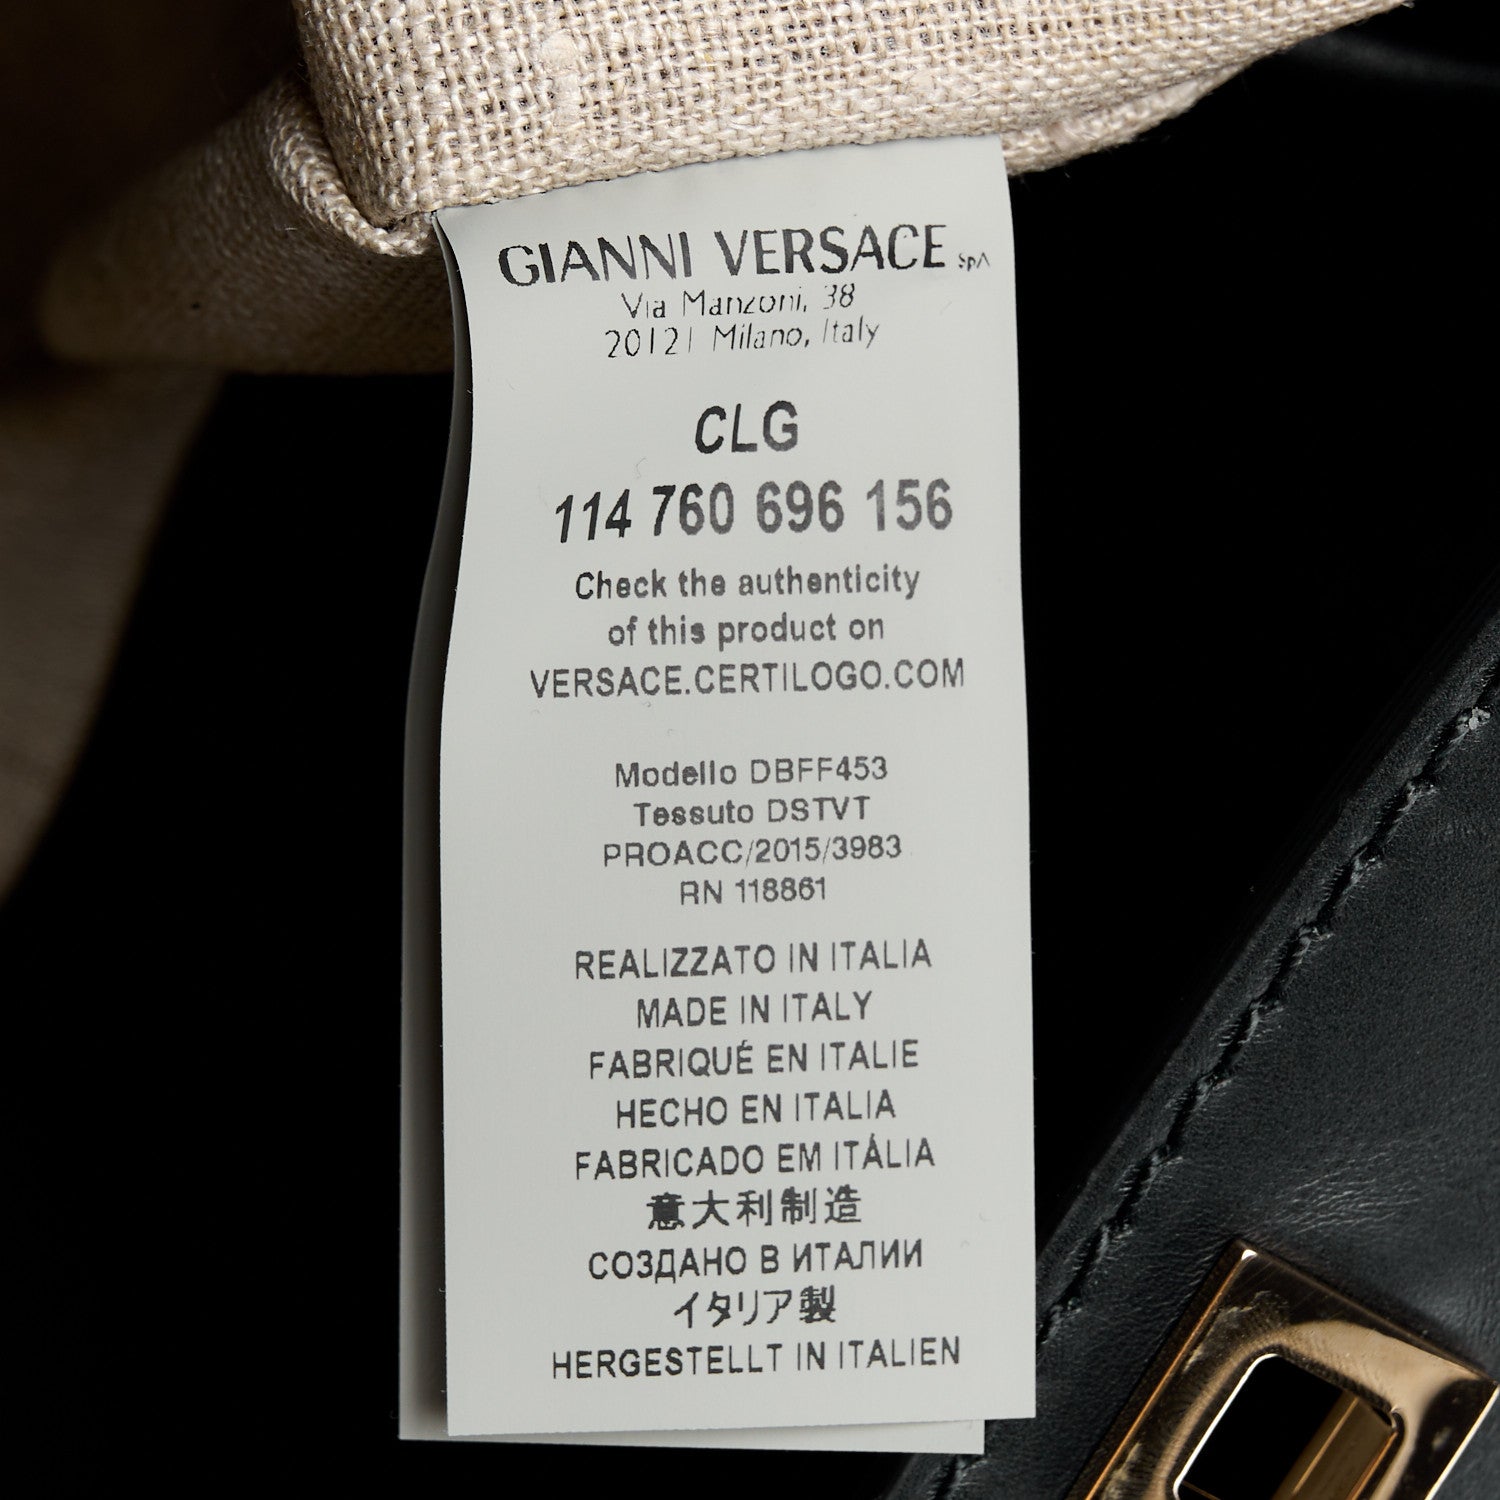 GIANNI VERSACE SpA
Via Manzoni, 38
20121 Milano, Italy
CLG
114 760 696 156
Check the authenticity
of this product on
VERSACE.CERTILOGO.COM
Modello DBFF453
Tessuto DSTVT
PROACC/2015/3983
RN 118861
REALIZZATO IN ITALIA
MADE IN ITALY
FABRIQUÉ EN ITALIE
HECHO EN ITALIA
FABRICADO EM ITÁLIA
意大利制造
СОЗДАНО В ИТАЛИИ
イタリア製
HERGESTELLT IN ITALIEN